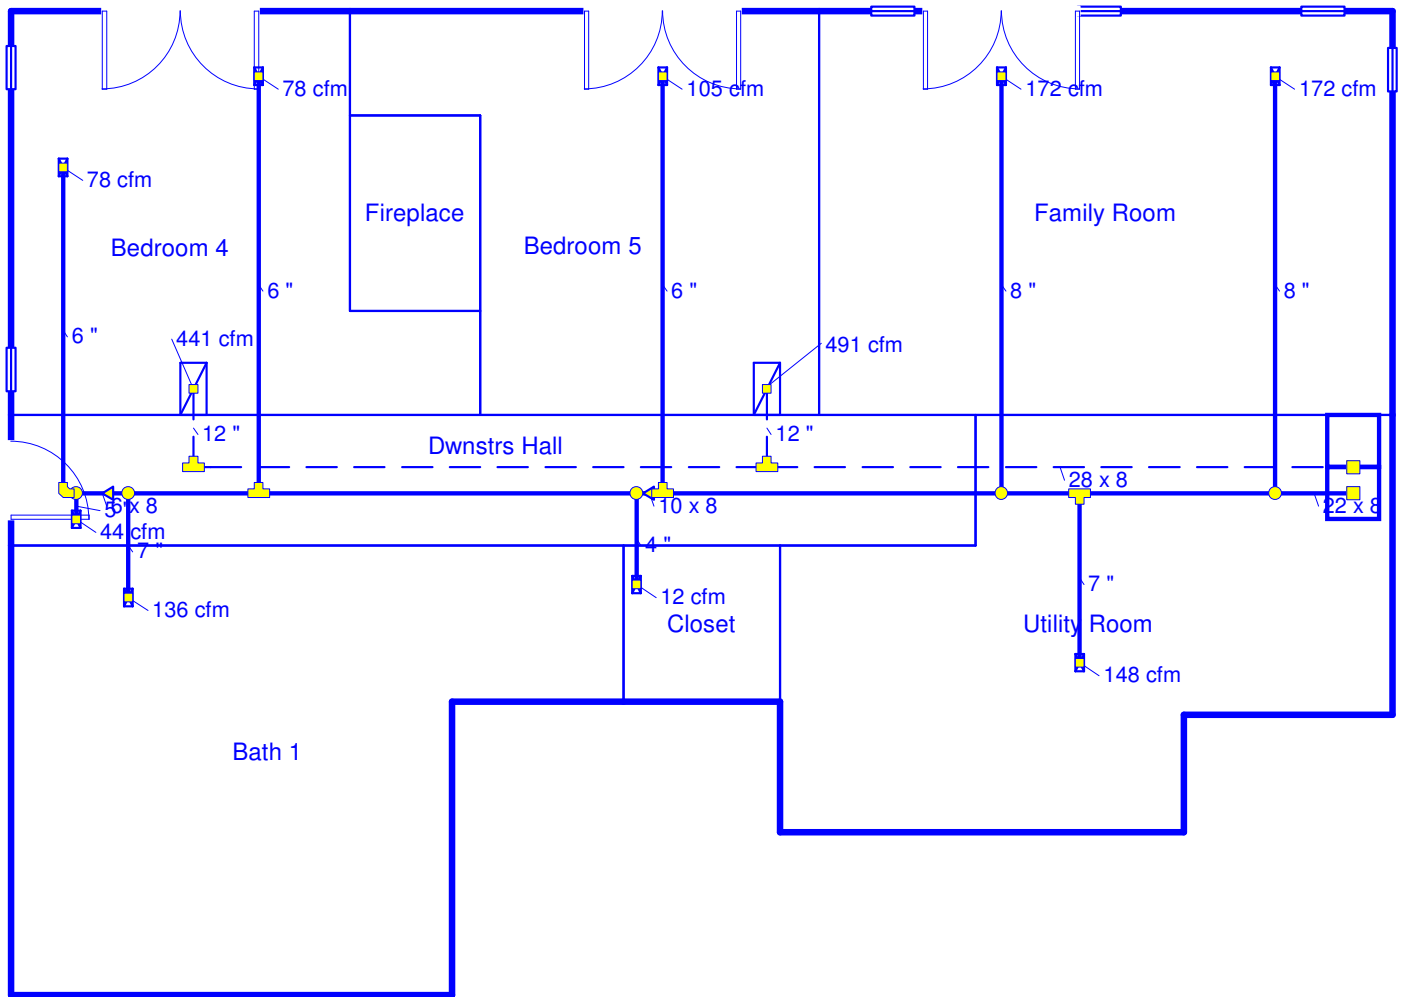 78 cfm
105 cfm
172 cfm
172 cfm
78 cfm
Fireplace
Family Room
Bedroom 4
Bedroom 5
6 "
6 "
8 "
8 "
6 "
441 cfm
491 cfm
12 "
Dwnstrs Hall
12 "
28 x 8
5 "
6 x 8
10 x 8
22 x 8
44 cfm
7 "
4 "
7 "
136 cfm
12 cfm
Closet
Utility Room
148 cfm
Bath 1